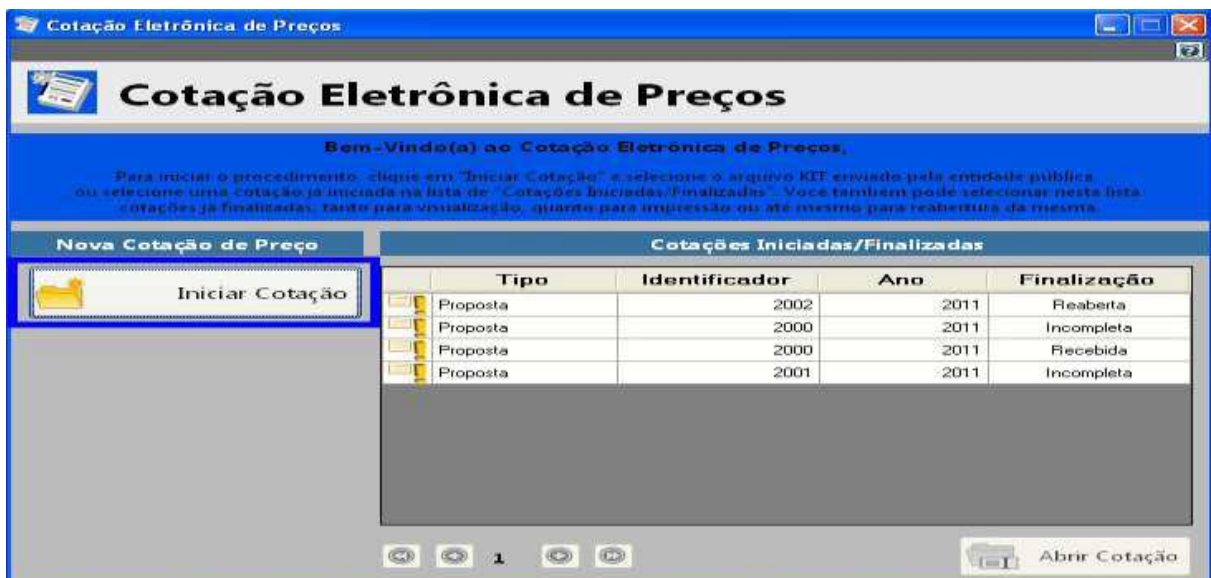 Cotação Eletrônica de Preços
Cotação Eletrônica de Preços
Bem-Vindo(a) ao Cotação Eletrônica de Preços,
Para iniciar o procedimento, clique em "Iniciar Cotação" e selecione o arquivo KIT enviado pela entidade pública
ou selecione uma cotação já iniciada na lista de "Cotações Iniciadas/Finalizadas". Você também pode selecionar nesta lista
cotações já finalizadas, tanto para visualização, quanto para impressão ou até mesmo para reabertura da mesma.
Nova Cotação de Preço
Cotações Iniciadas/Finalizadas
Iniciar Cotação
Tipo Identificador Ano Finalização
Proposta 2002 2011 Reaberta
Proposta 2000 2011 Incompleta
Proposta 2000 2011 Recebida
Proposta 2001 2011 Incompleta
1
Abrir Cotação